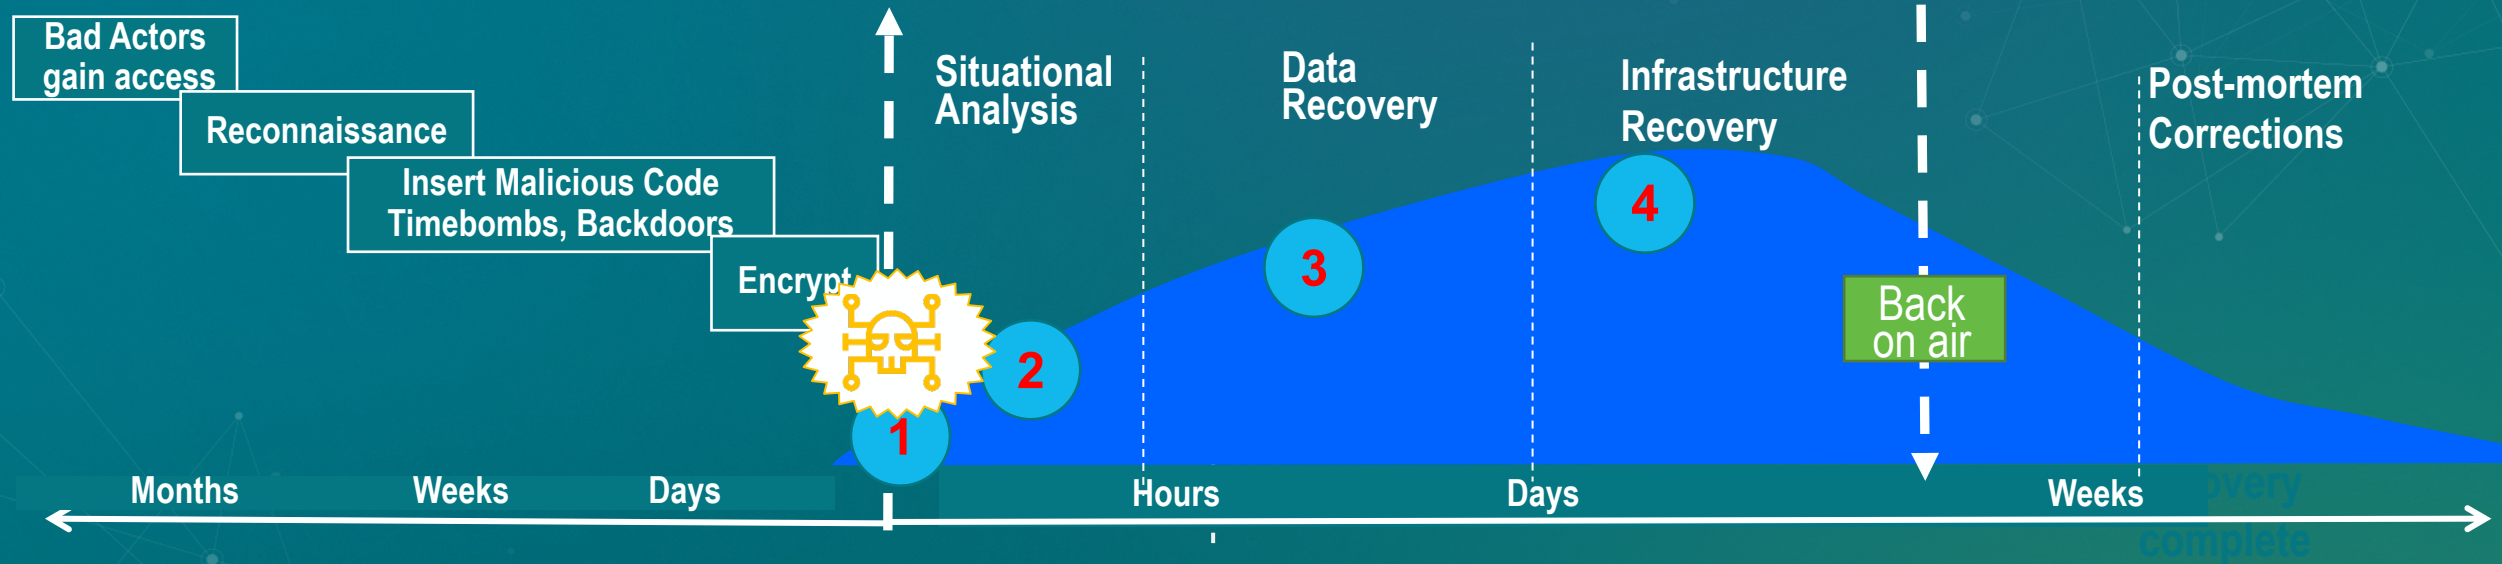 Bad Actors
gain access
Reconnaissance
Insert Malicious Code
Timebombs, Backdoors
Encrypt
Situational
Analysis
Data
Recovery
Infrastructure
Recovery
Post-mortem
Corrections
1
2
3
4
Back
on air
Months
Weeks
Days
Hours
Days
Weeks
complete